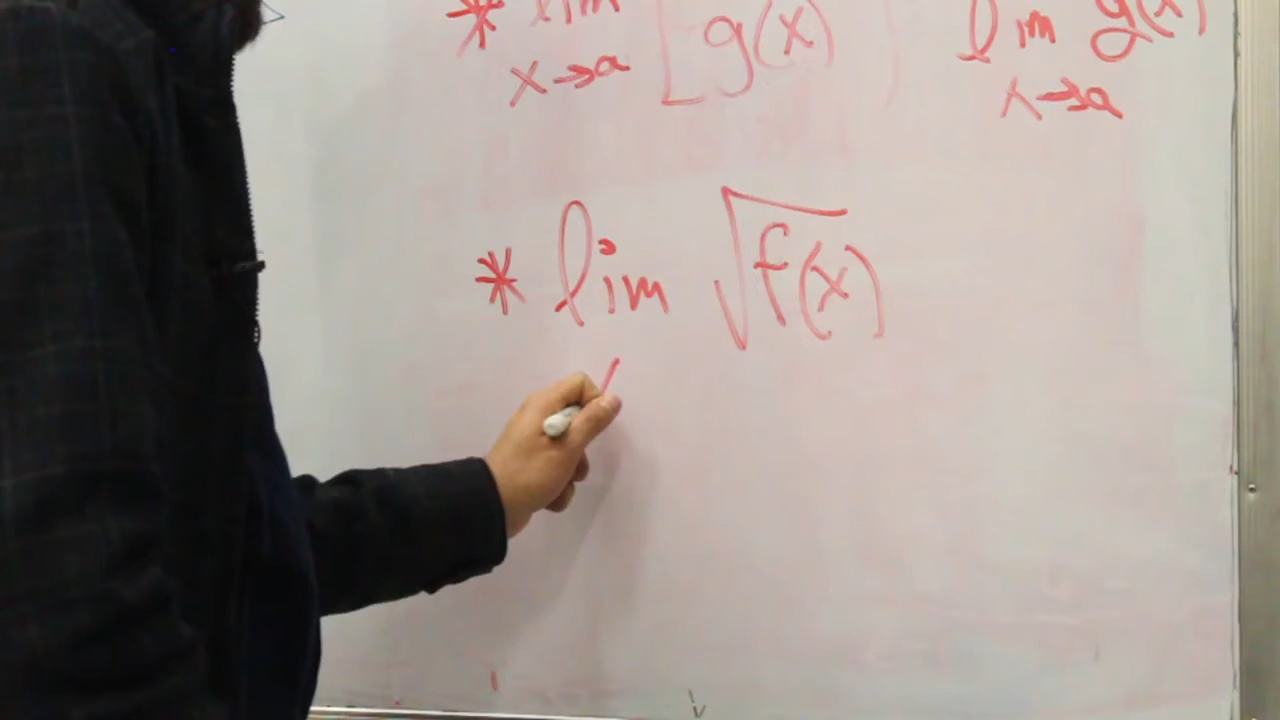 * lim [g(x) lim g(x)
x→a x→a
* lim √f(x)